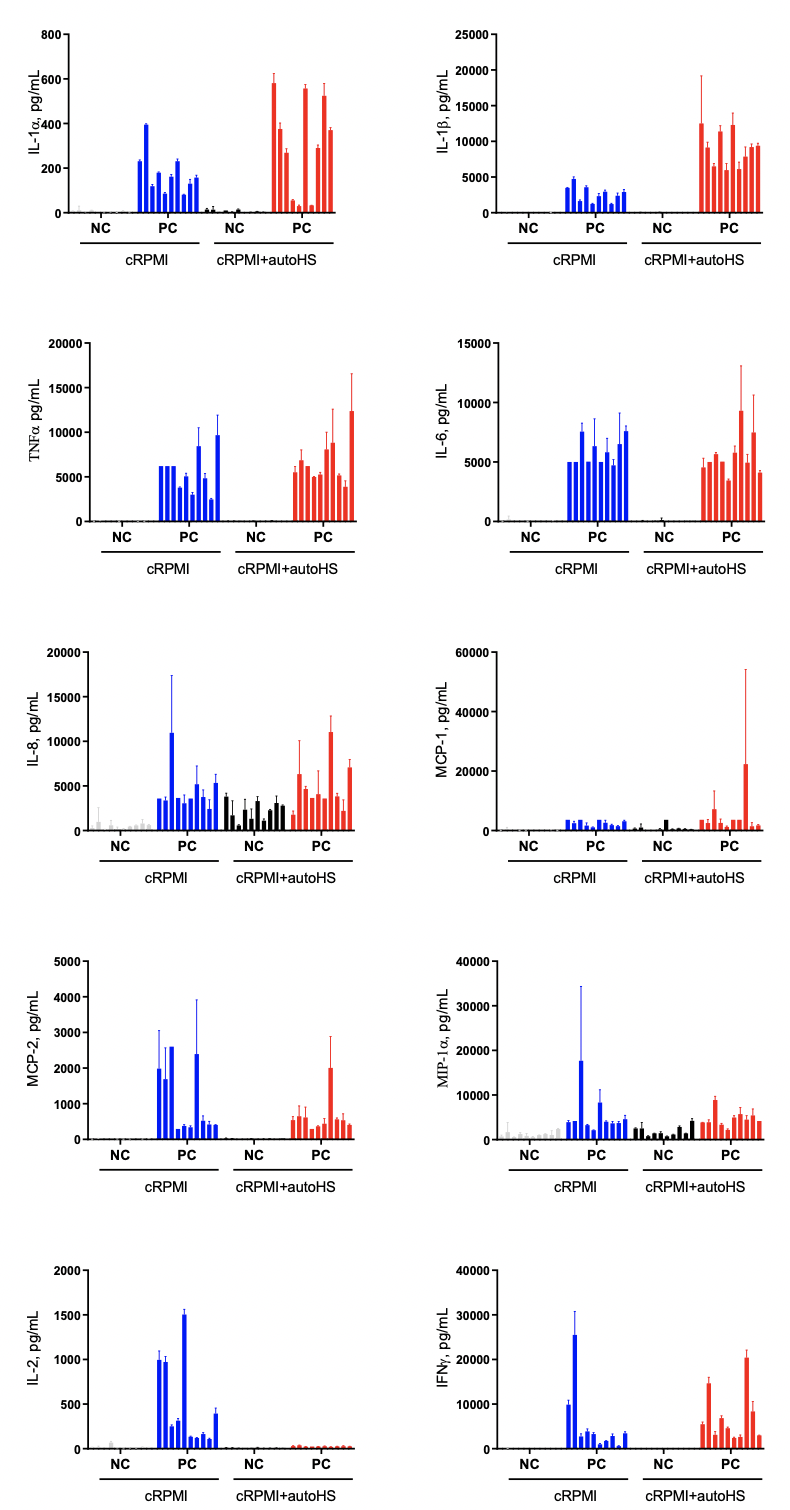 IL-1α, pg/mL
800
600
400
200
0
NC PC NC PC
cRPMI cRPMI+autoHS
IL-1β, pg/mL
25000
20000
15000
10000
5000
0
NC PC NC PC
cRPMI cRPMI+autoHS
TNFα pg/mL
20000
15000
10000
5000
0
NC PC NC PC
cRPMI cRPMI+autoHS
IL-6, pg/mL
15000
10000
5000
0
NC PC NC PC
cRPMI cRPMI+autoHS
IL-8, pg/mL
20000
15000
10000
5000
0
NC PC NC PC
cRPMI cRPMI+autoHS
MCP-1, pg/mL
60000
40000
20000
0
NC PC NC PC
cRPMI cRPMI+autoHS
MCP-2, pg/mL
5000
4000
3000
2000
1000
0
NC PC NC PC
cRPMI cRPMI+autoHS
MIP-1α, pg/mL
40000
30000
20000
10000
0
NC PC NC PC
cRPMI cRPMI+autoHS
IL-2, pg/mL
2000
1500
1000
500
0
NC PC NC PC
cRPMI cRPMI+autoHS
IFNγ, pg/mL
40000
30000
20000
10000
0
NC PC NC PC
cRPMI cRPMI+autoHS